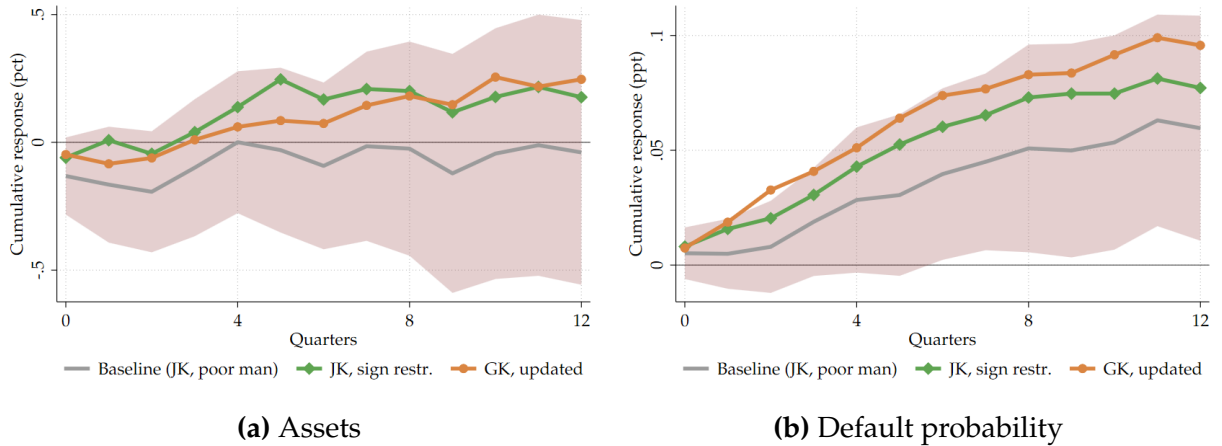 Cumulative response (pct)
.5
0
-.5
0 4 8 12
Quarters
Baseline (JK, poor man) JK, sign restr. GK, updated
(a) Assets
Cumulative response (ppt)
.1
.05
0
0 4 8 12
Quarters
Baseline (JK, poor man) JK, sign restr. GK, updated
(b) Default probability